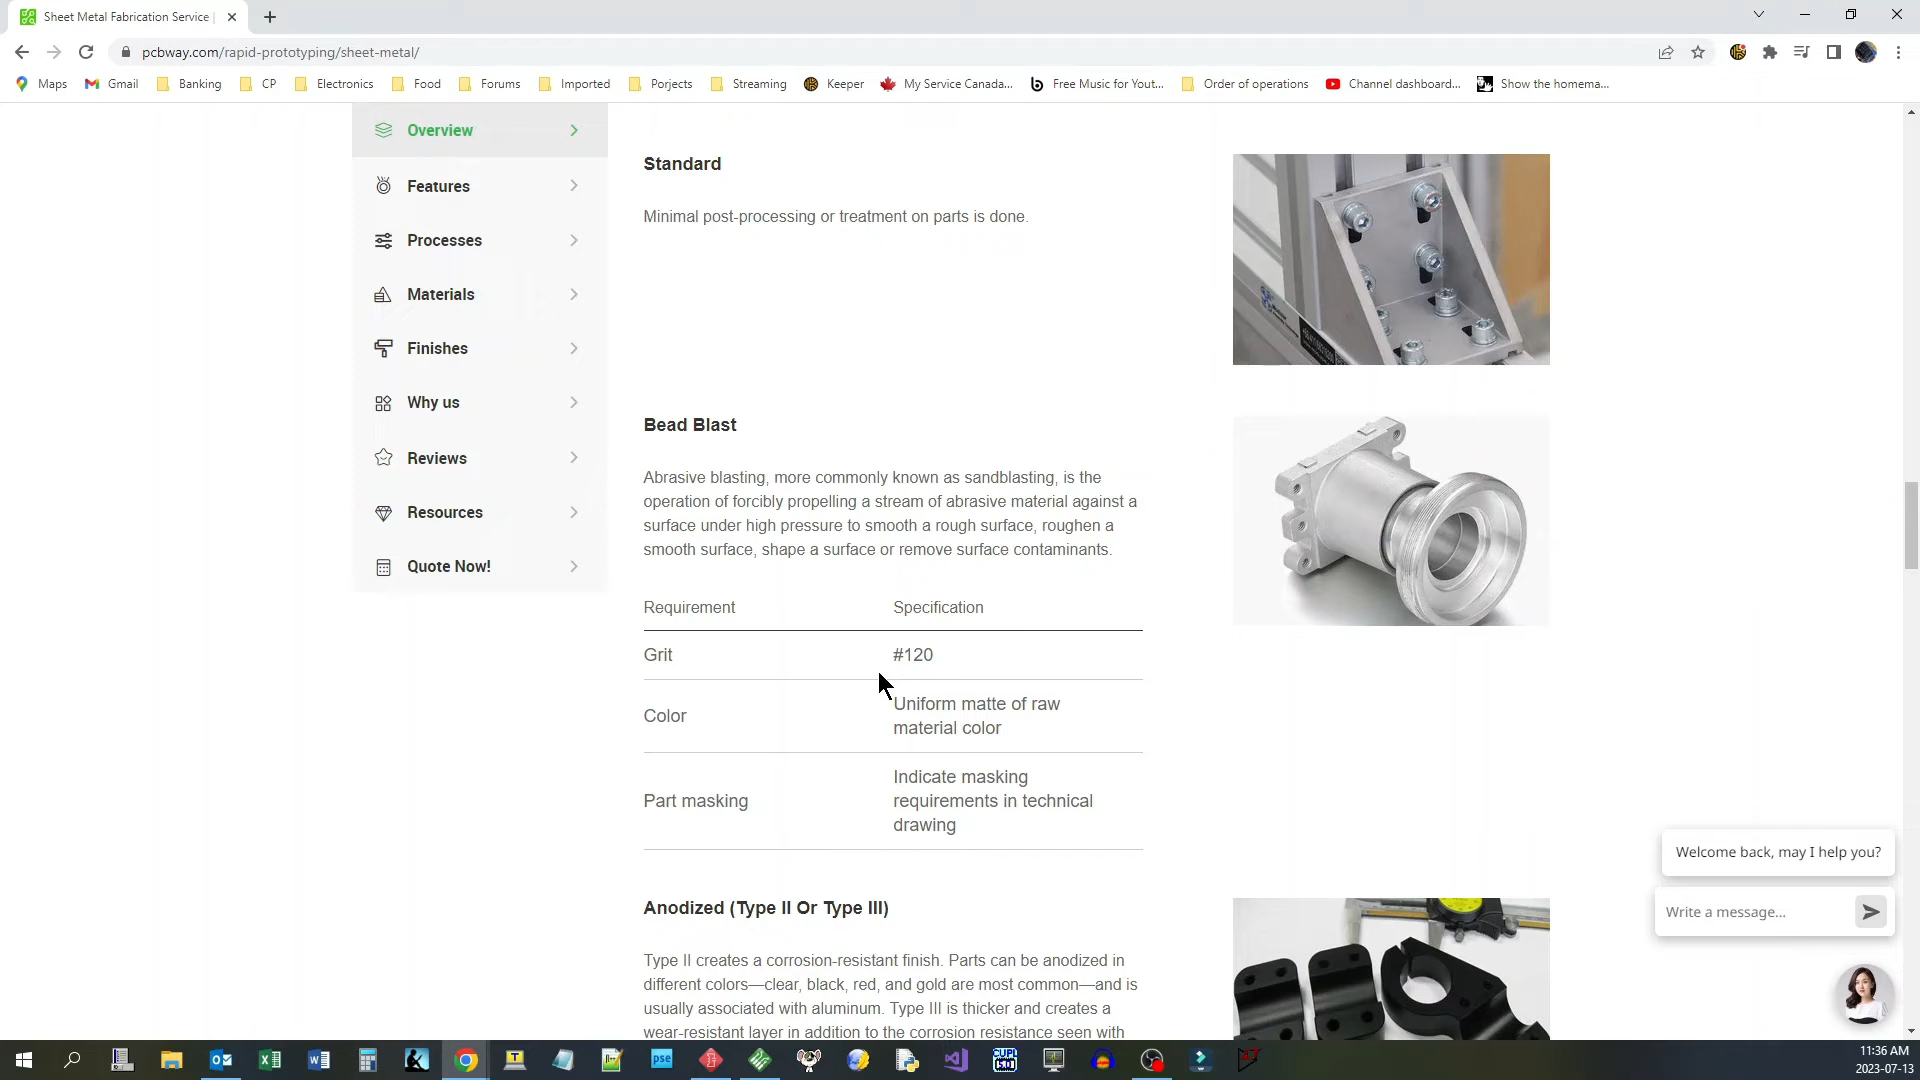 Sheet Metal Fabrication Service |
pcbway.com/rapid-prototyping/sheet-metal/
Maps Gmail Banking CP Electronics Food Forums Imported Porjects Streaming Keeper My Service Canada... Free Music for Yout... Order of operations Channel dashboard... Show the homema...
Overview
Features
Processes
Materials
Finishes
Why us
Reviews
Resources
Quote Now!
Standard
Minimal post-processing or treatment on parts is done.
Bead Blast
Abrasive blasting, more commonly known as sandblasting, is the
operation of forcibly propelling a stream of abrasive material against a
surface under high pressure to smooth a rough surface, roughen a
smooth surface, shape a surface or remove surface contaminants.
Requirement Specification
Grit #120
Color Uniform matte of raw
material color
Part masking Indicate masking
requirements in technical
drawing
Anodized (Type II Or Type III)
Type II creates a corrosion-resistant finish. Parts can be anodized in
different colors—clear, black, red, and gold are most common—and is
usually associated with aluminum. Type III is thicker and creates a
wear-resistant layer in addition to the corrosion resistance seen with
Welcome back, may I help you?
Write a message...
pse
CUPL
11:36 AM
2023-07-13